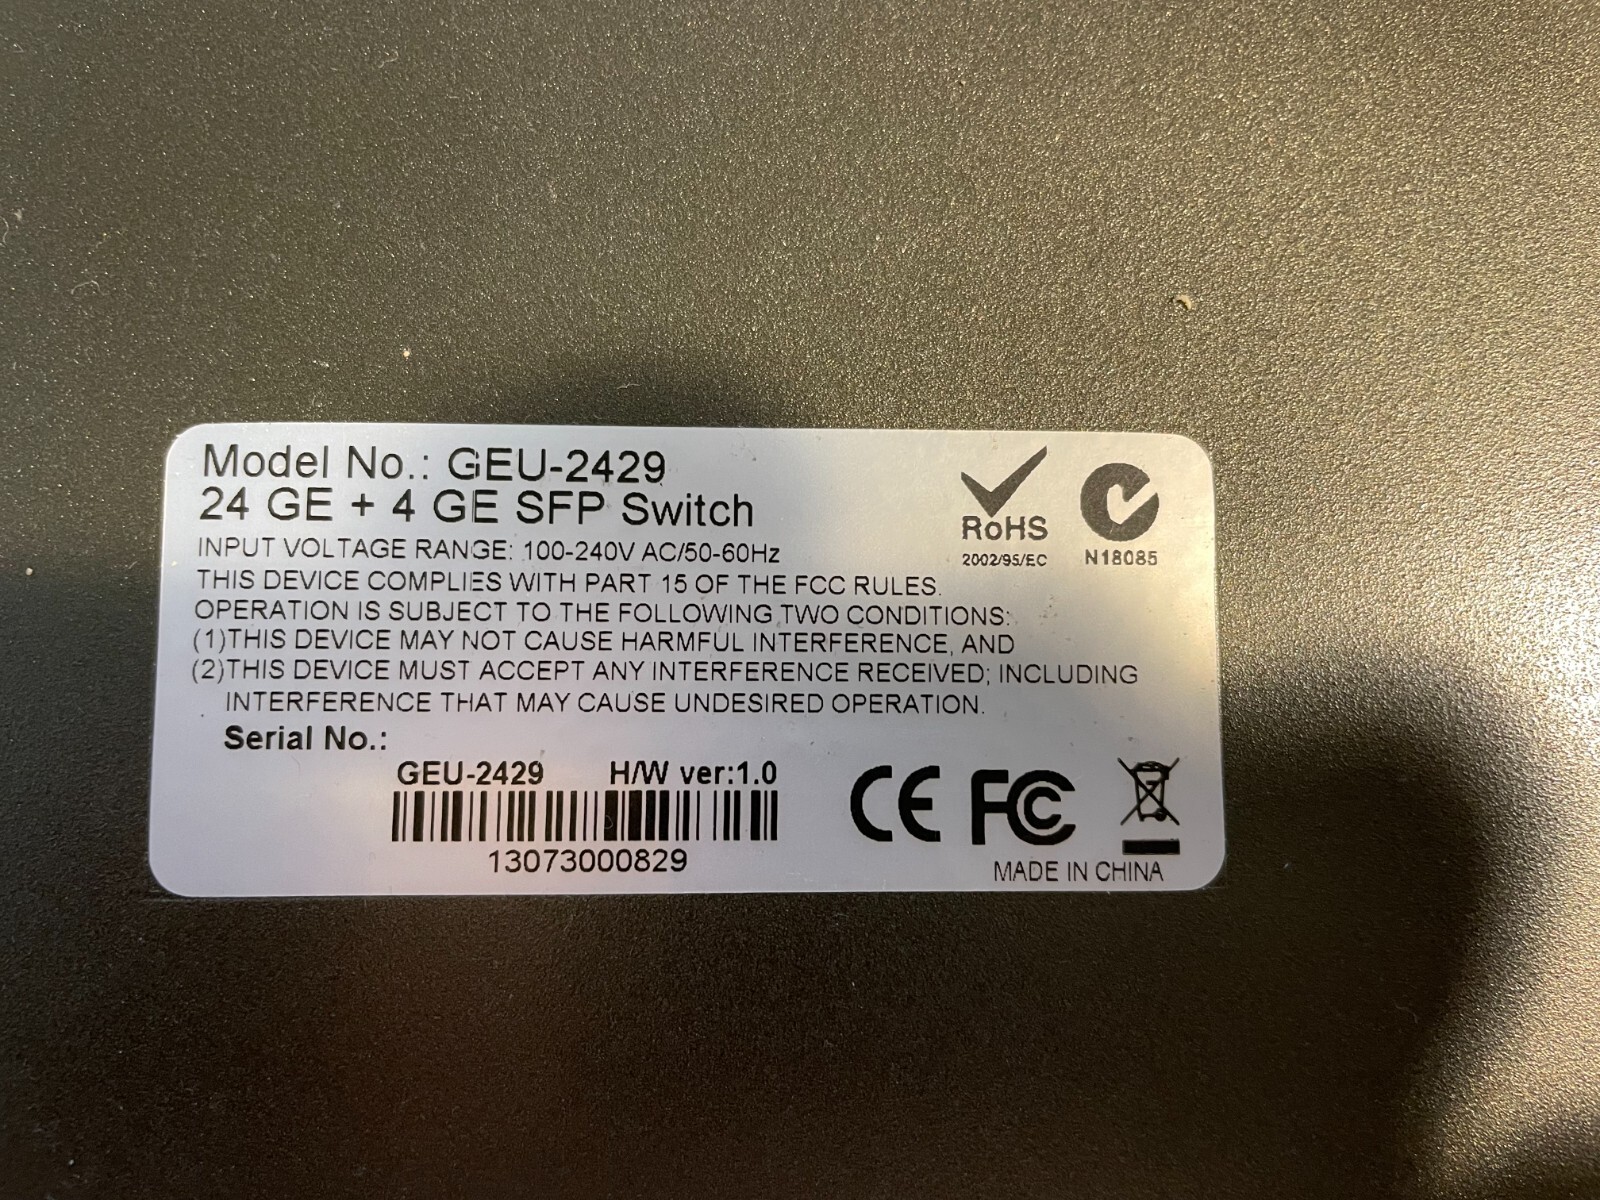 Model No.: GEU-2429
24 GE + 4 GE SFP Switch
INPUT VOLTAGE RANGE: 100-240V AC/50-60Hz
THIS DEVICE COMPLIES WITH PART 15 OF THE FCC RULES.
OPERATION IS SUBJECT TO THE FOLLOWING TWO CONDITIONS:
(1)THIS DEVICE MAY NOT CAUSE HARMFUL INTERFERENCE, AND
(2)THIS DEVICE MUST ACCEPT ANY INTERFERENCE RECEIVED; INCLUDING
INTERFERENCE THAT MAY CAUSE UNDESIRED OPERATION.
RoHS
2002/95/EC
N18085
Serial No.:
GEU-2429 H/W ver:1.0
13073000829
CE FC
MADE IN CHINA